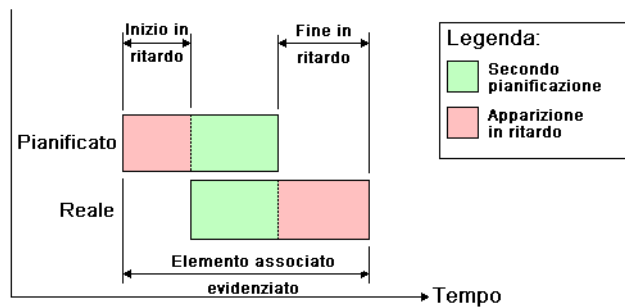 Inizio in
ritardo
Fine in
ritardo
Legenda:
Secondo
pianificazione
Apparizione
in ritardo
Pianificato
Reale
Elemento associato
evidenziato
Tempo